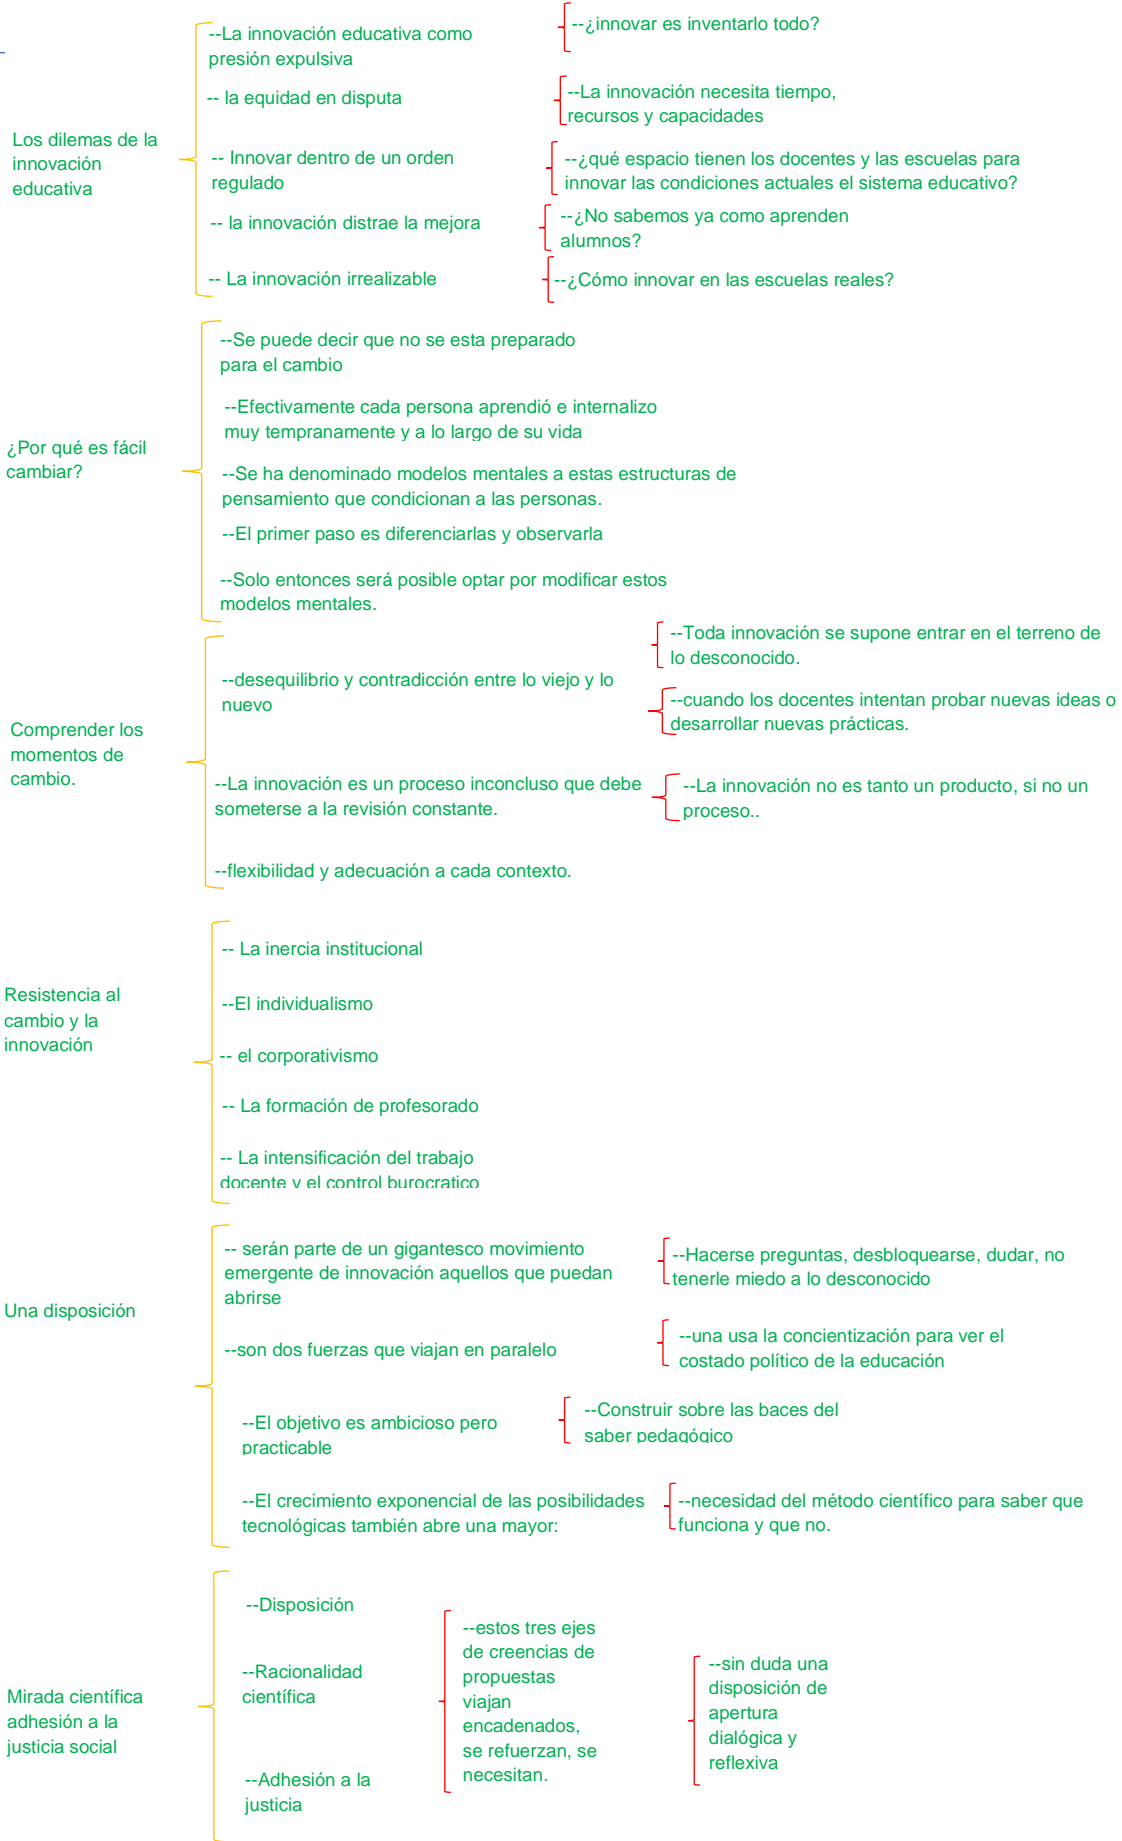 Los dilemas de la
innovación
educativa
--La innovación educativa como
presión expulsiva
--¿innovar es inventarlo todo?
-- la equidad en disputa
--La innovación necesita tiempo,
recursos y capacidades
-- Innovar dentro de un orden
regulado
--¿qué espacio tienen los docentes y las escuelas para
innovar las condiciones actuales el sistema educativo?
-- la innovación distrae la mejora
--¿No sabemos ya como aprenden
alumnos?
-- La innovación irrealizable
--¿Cómo innovar en las escuelas reales?
¿Por qué es fácil
cambiar?
--Se puede decir que no se esta preparado
para el cambio
--Efectivamente cada persona aprendió e internalizo
muy tempranamente y a lo largo de su vida
--Se ha denominado modelos mentales a estas estructuras de
pensamiento que condicionan a las personas.
--El primer paso es diferenciarlas y observarla
--Solo entonces será posible optar por modificar estos
modelos mentales.
Comprender los
momentos de
cambio.
--desequilibrio y contradicción entre lo viejo y lo
nuevo
--Toda innovación se supone entrar en el terreno de
lo desconocido.
--cuando los docentes intentan probar nuevas ideas o
desarrollar nuevas prácticas.
--La innovación es un proceso inconcluso que debe
someterse a la revisión constante.
--La innovación no es tanto un producto, si no un
proceso..
--flexibilidad y adecuación a cada contexto.
Resistencia al
cambio y la
innovación
-- La inercia institucional
--El individualismo
-- el corporativismo
-- La formación de profesorado
-- La intensificación del trabajo
docente y el control burocratico
Una disposición
-- serán parte de un gigantesco movimiento
emergente de innovación aquellos que puedan
abrirse
--Hacerse preguntas, desbloquearse, dudar, no
tenerle miedo a lo desconocido
--son dos fuerzas que viajan en paralelo
--una usa la concientización para ver el
costado político de la educación
--El objetivo es ambicioso pero
practicable
--Construir sobre las baces del
saber pedagógico
--El crecimiento exponencial de las posibilidades
tecnológicas también abre una mayor:
--necesidad del método científico para saber que
funciona y que no.
Mirada científica
adhesión a la
justicia social
--Disposición
--Racionalidad
científica
--Adhesión a la
justicia
--estos tres ejes
de creencias de
propuestas
viajan
encadenados,
se refuerzan, se
necesitan.
--sin duda una
disposición de
apertura
dialógica y
reflexiva